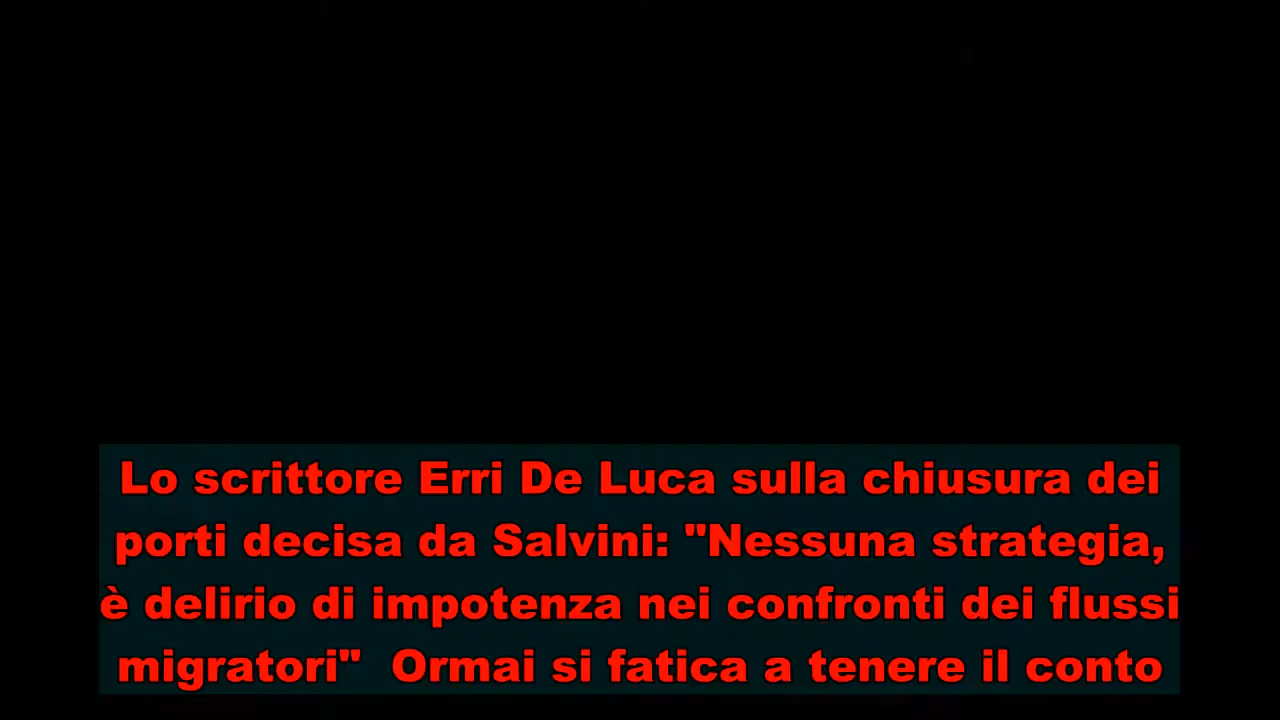 Lo scrittore Erri De Luca sulla chiusura dei
porti decisa da Salvini: "Nessuna strategia,
è delirio di impotenza nei confronti dei flussi
migratori"  Ormai si fatica a tenere il conto